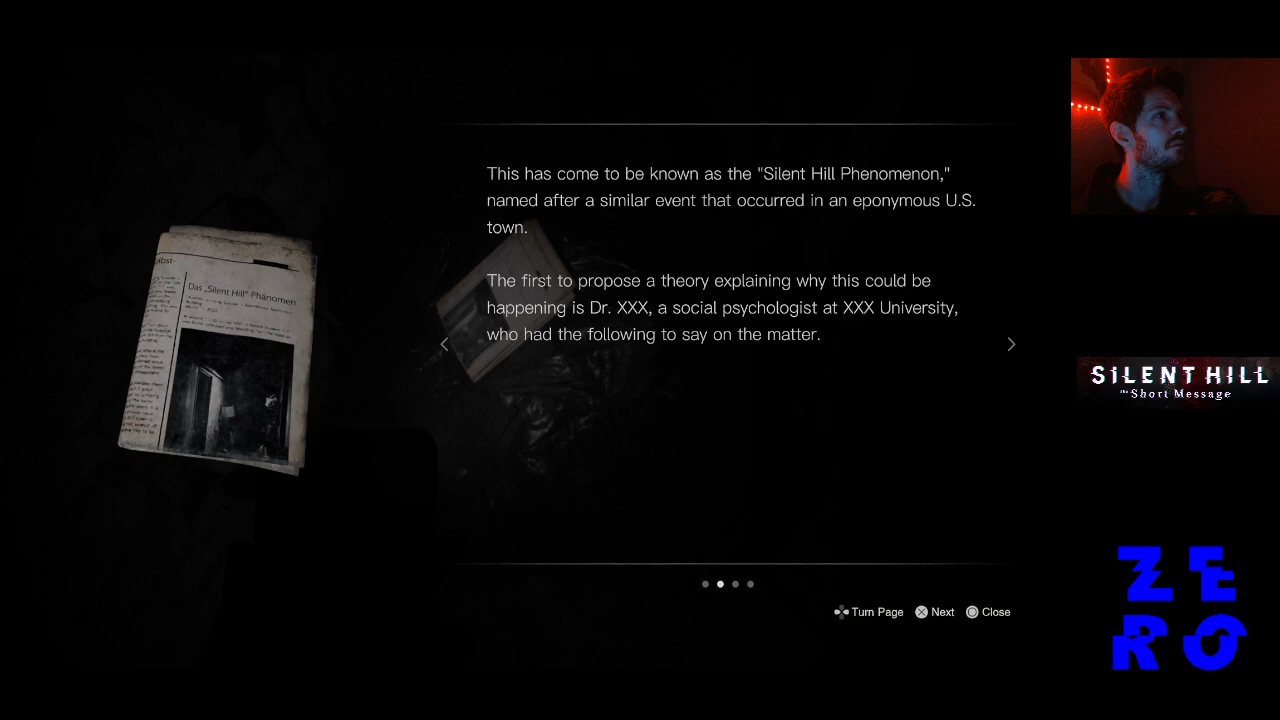 This has come to be known as the "Silent Hill Phenomenon,"
named after a similar event that occurred in an eponymous U.S.
town.
The first to propose a theory explaining why this could be
happening is Dr. XXX, a social psychologist at XXX University,
who had the following to say on the matter.
Das „Silent Hill"-Phänomen
Turn Page Next Close
SILENT HILL
The Short Message
ZE
RO